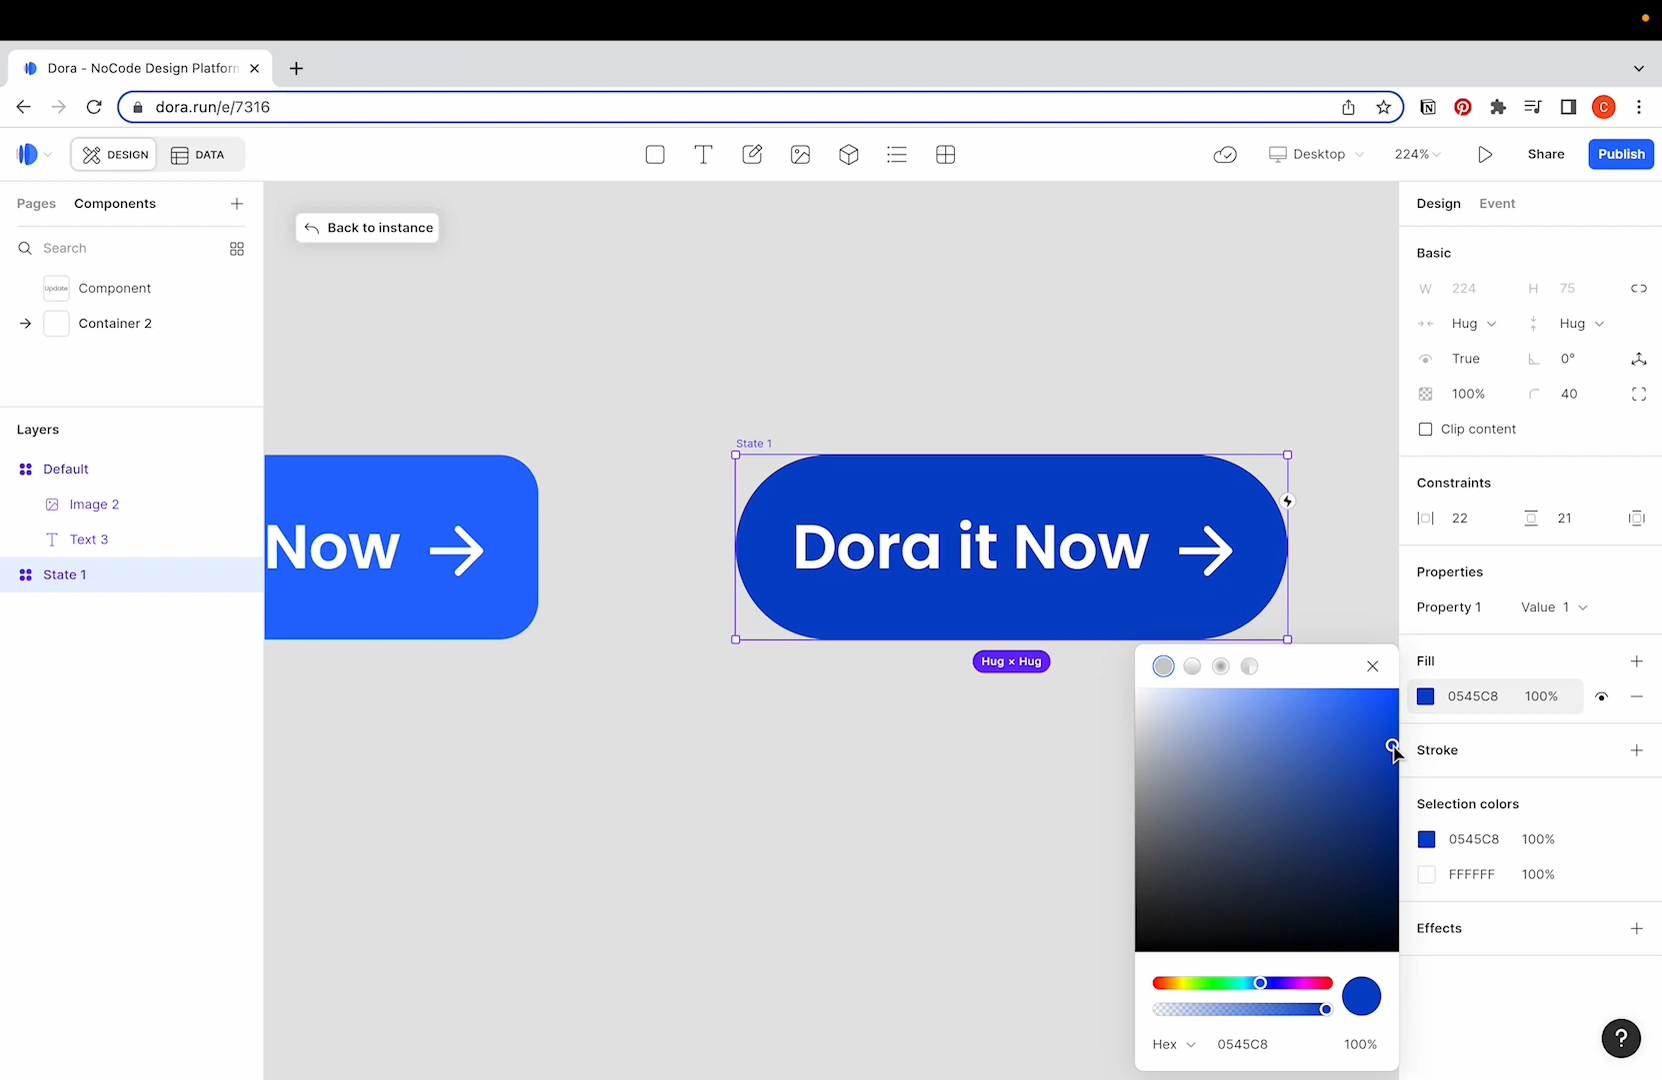 Dora - NoCode Design Platforn
dora.run/e/7316
C
DESIGN
DATA
Desktop
224%
Share
Publish
Pages
Components
Search
Update
Component
Container 2
Layers
Default
Image 2
Text 3
State 1
Back to instance
Now
State 1
Dora it Now
Hug × Hug
Design
Event
Basic
W 224
H 75
Hug
Hug
True
0°
100%
40
Clip content
Constraints
22
21
Properties
Property 1
Value 1
Fill
0545C8
100%
Stroke
Selection colors
0545C8
100%
FFFFFF
100%
Effects
Hex
0545C8
100%
?